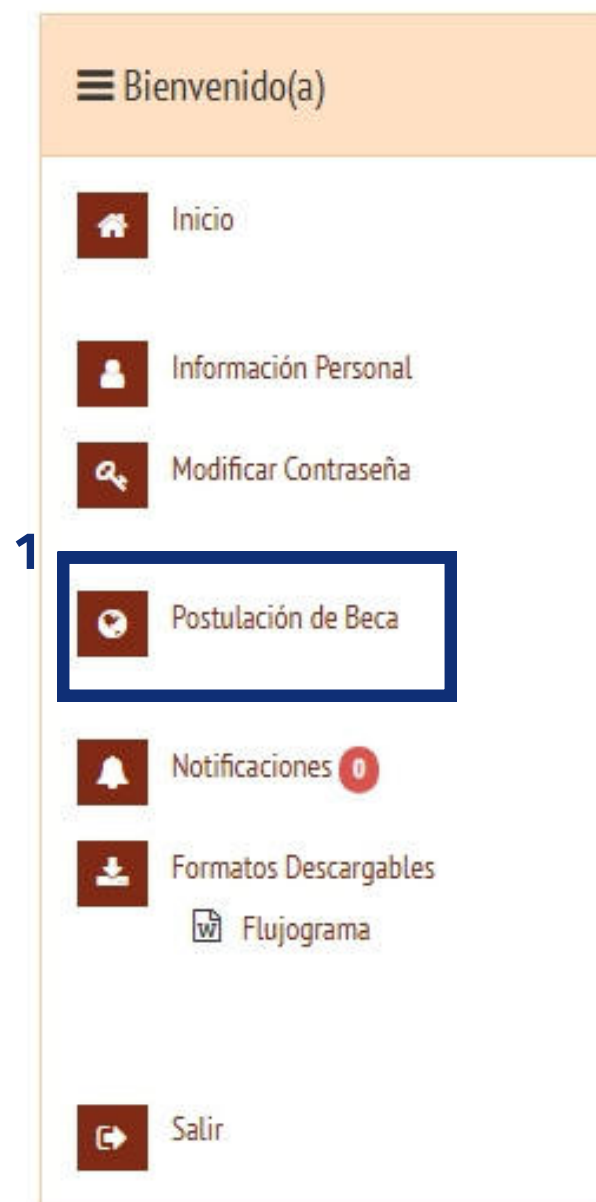 Bienvenido(a)
Inicio
Información Personal
Modificar Contraseña
1
Postulación de Beca
Notificaciones 0
Formatos Descargables
W Flujograma
Salir